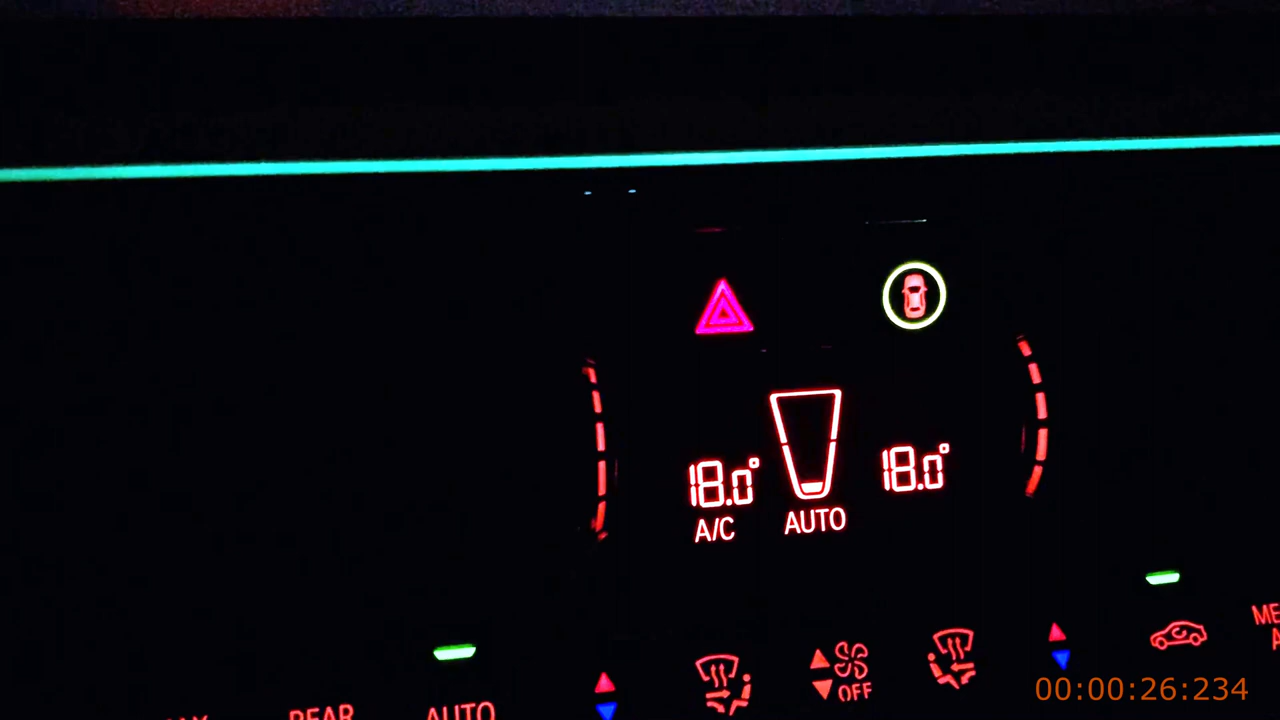 18.0° 18.0°
A/C AUTO
OFF
REAR AUTO
00:00:26:234